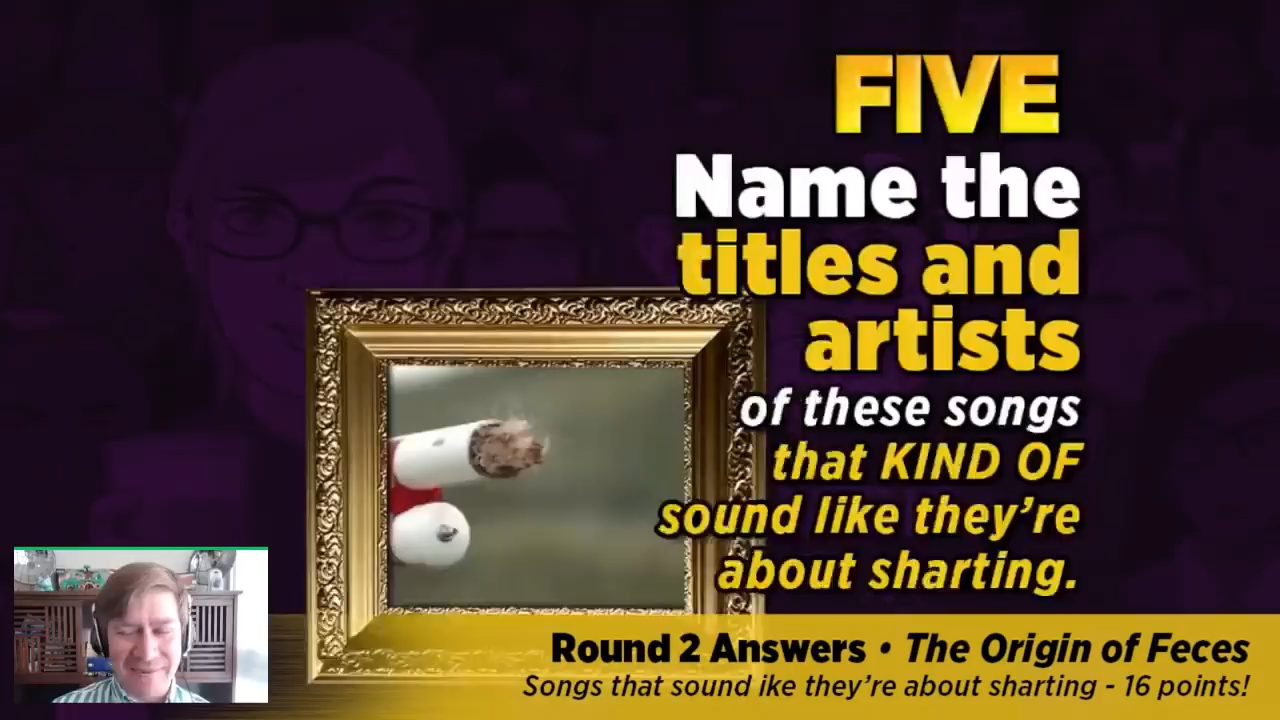 FIVE
Name the
titles and
artists
of these songs
that KIND OF
sound like they're
about sharting.
Round 2 Answers • The Origin of Feces
Songs that sound ike they're about sharting - 16 points!